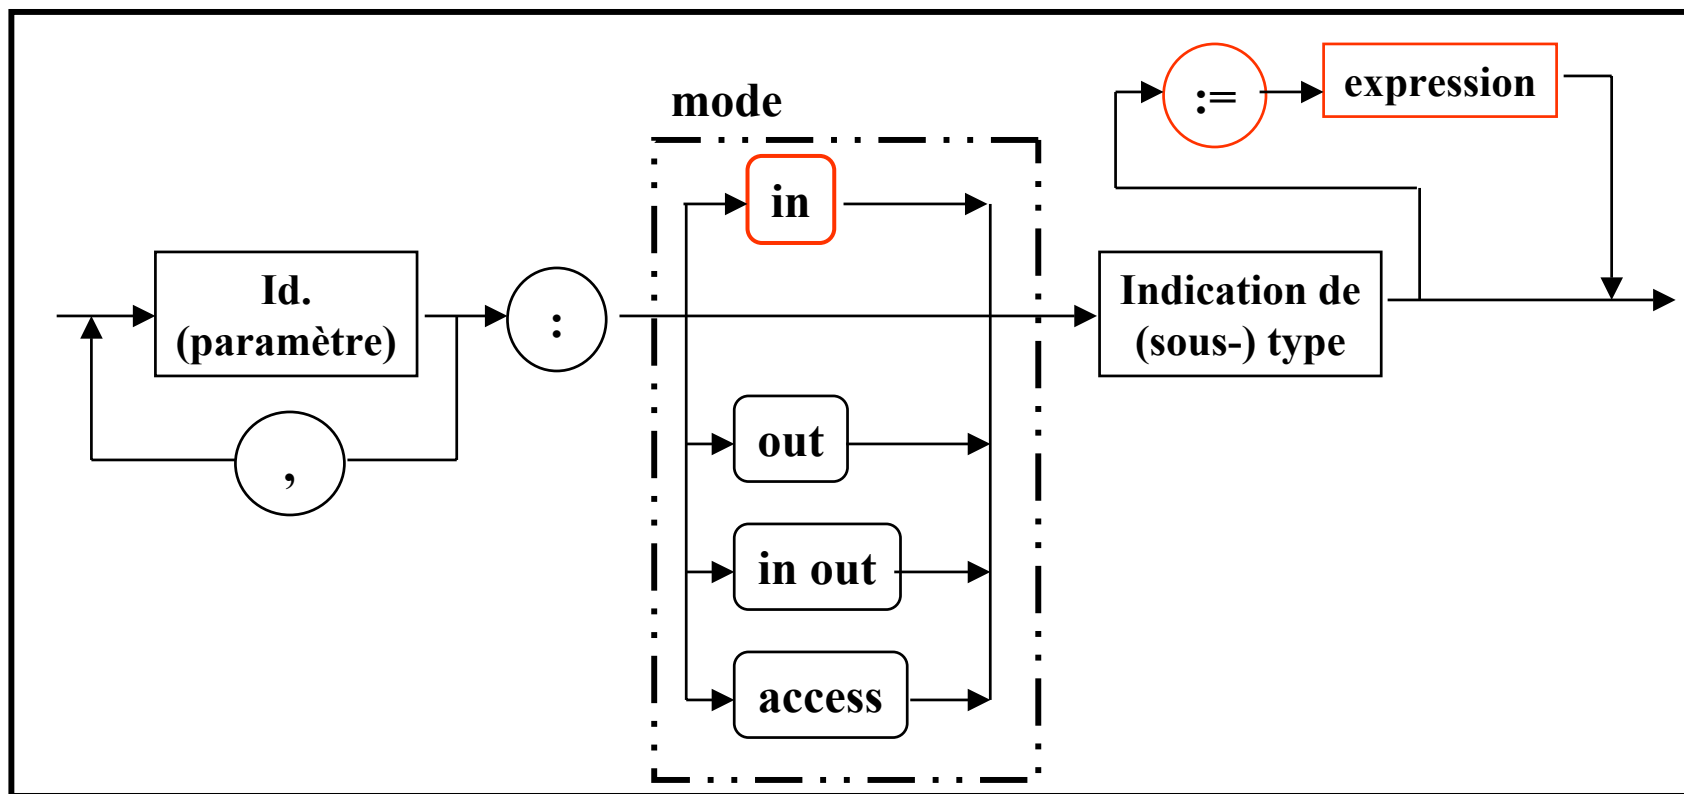 mode
:=
expression
in
Id.
(paramètre)
:
Indication de
(sous-) type
,
out
in out
access